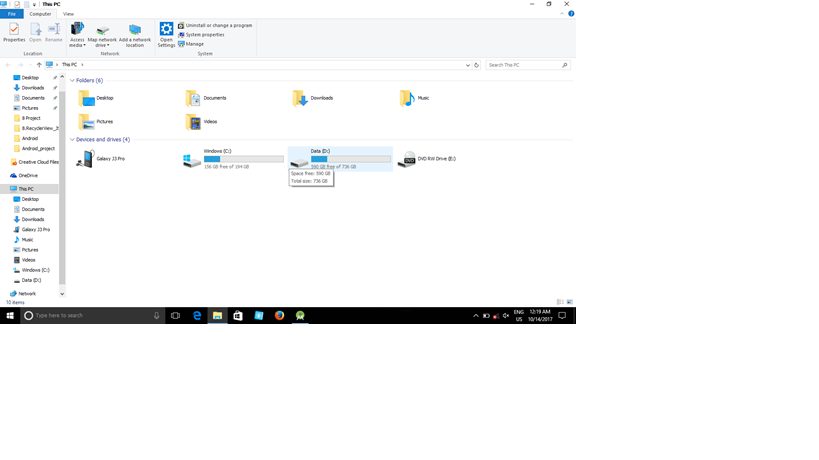 This PC
File Computer View
Properties Open Rename
Access media Map network drive Add a network location
Open Settings
Uninstall or change a program
System properties
Manage
Location Network System
This PC
Search This PC
Desktop
Downloads
Documents
Pictures
8 Project
Android
Android_project
Creative Cloud Files
OneDrive
This PC
Desktop
Documents
Downloads
Galaxy J3 Pro
Music
Pictures
Videos
Windows (C:)
Data (D:)
Network
Folders (6)
Desktop Documents Downloads Music
Pictures Videos
Devices and drives (4)
Galaxy J3 Pro
Windows (C:)
156 GB free of 194 GB
Data (D:)
590 GB free of 736 GB
DVD RW Drive (E:)
Space free: 590 GB
Total size: 736 GB
10 items
Type here to search
ENG
US
12:19 AM
10/14/2017